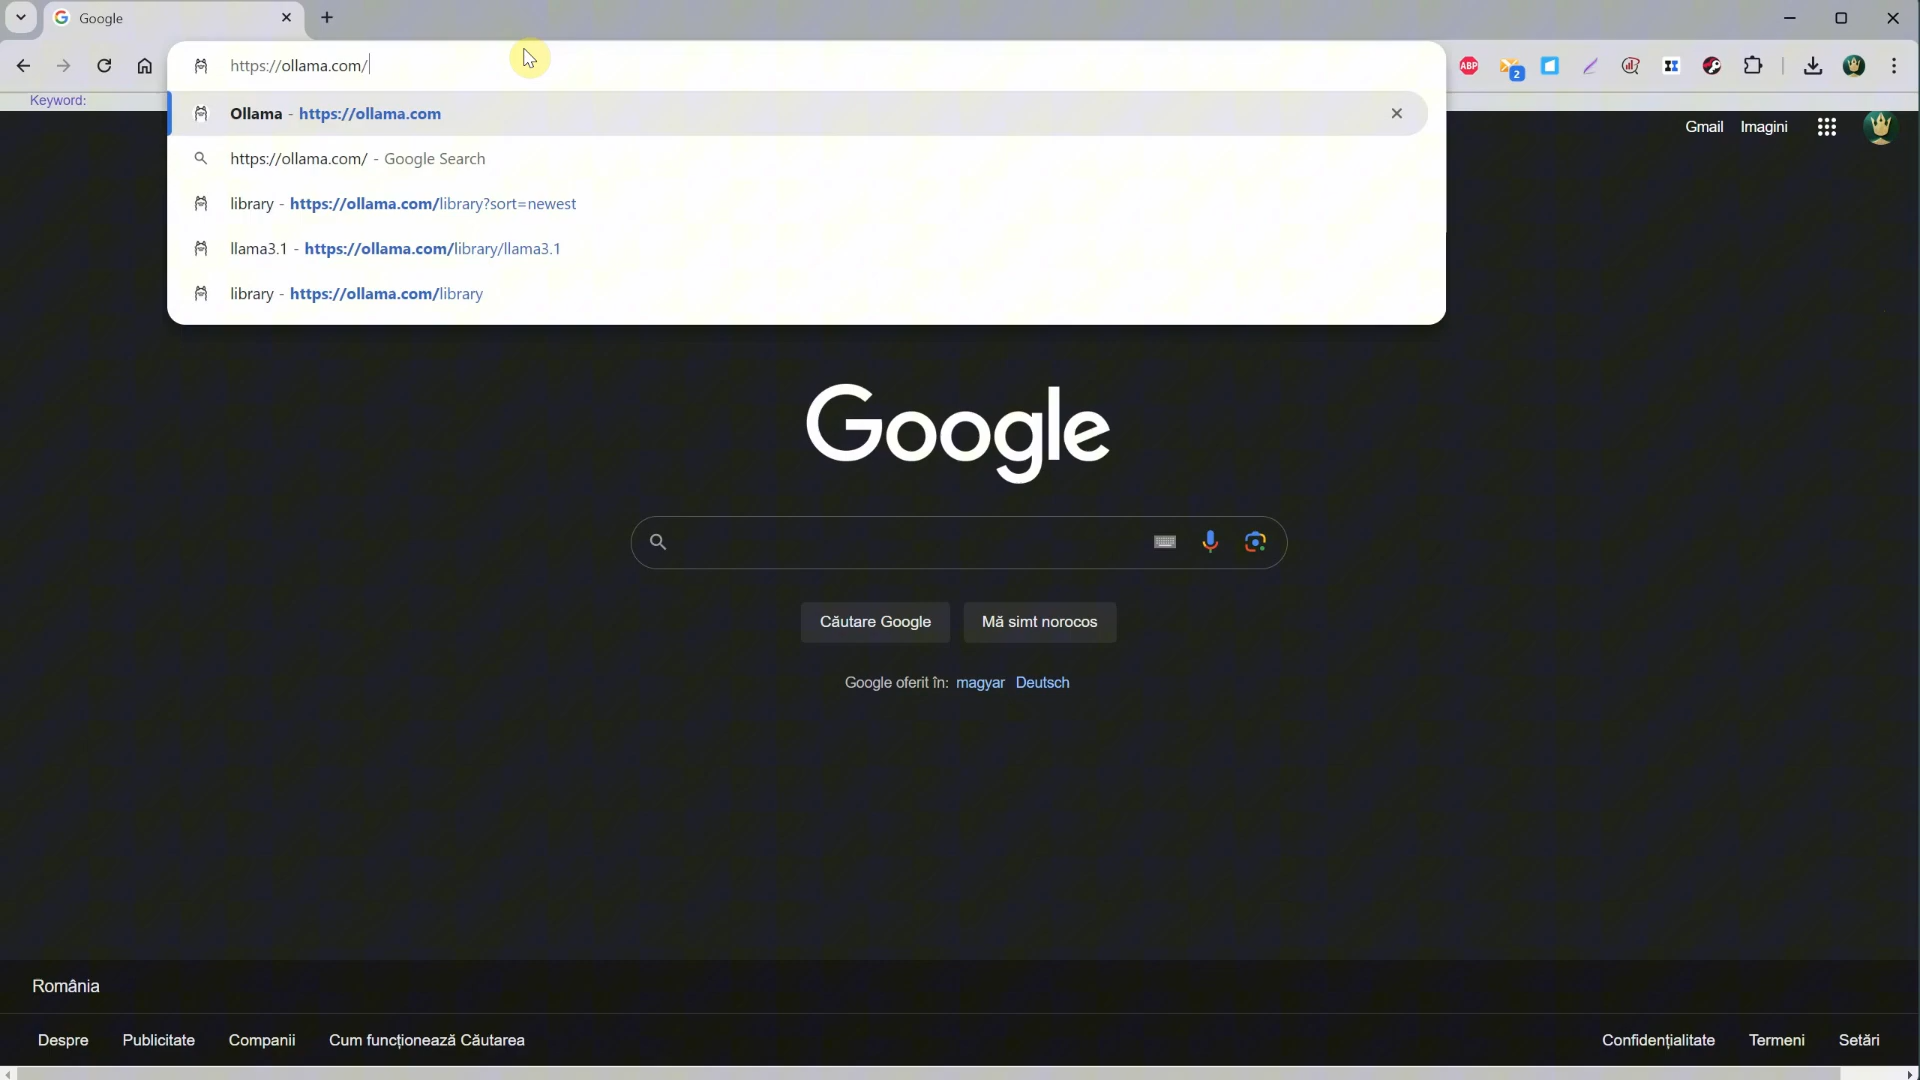 Google
https://ollama.com/
ABP
2
Keyword:
Ollama - https://ollama.com
https://ollama.com/ - Google Search
library - https://ollama.com/library?sort=newest
llama3.1 - https://ollama.com/library/llama3.1
library - https://ollama.com/library
Gmail Imagini
Google
Căutare Google Mă simt norocos
Google oferit în: magyar Deutsch
România
Despre Publicitate Companii Cum funcționează Căutarea Confidențialitate Termeni Setări